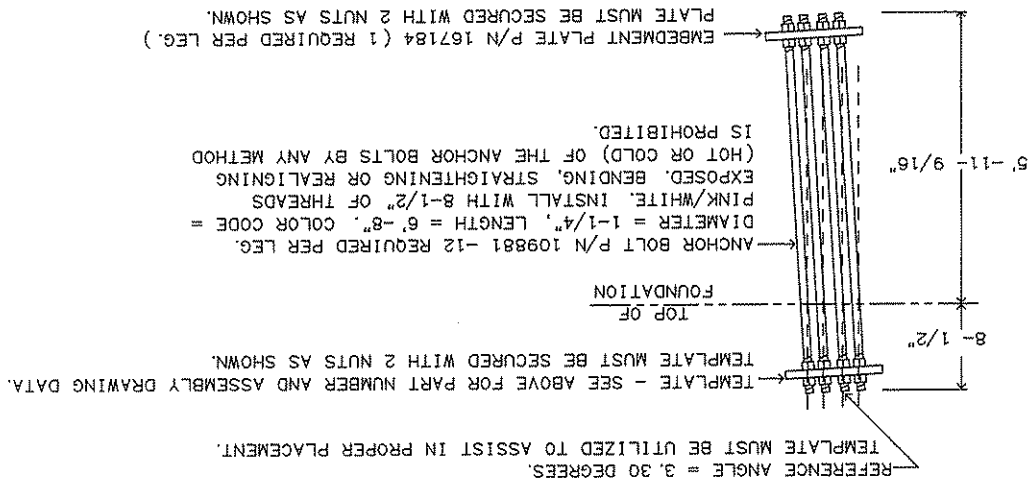 REFERENCE ANGLE = 3.30 DEGREES.
TEMPLATE MUST BE UTILIZED TO ASSIST IN PROPER PLACEMENT.
TEMPLATE - SEE ABOVE FOR PART NUMBER AND ASSEMBLY DRAWING DATA.
TEMPLATE MUST BE SECURED WITH 2 NUTS AS SHOWN.
8- 1/2"
TOP OF
FOUNDATION
ANCHOR BOLT P/N 109881 -12 REQUIRED PER LEG.
DIAMETER = 1-1/4", LENGTH = 6'-8". COLOR CODE =
PINK/WHITE. INSTALL WITH 8-1/2" OF THREADS
EXPOSED. BENDING, STRAIGHTENING OR REALIGNING
(HOT OR COLD) OF THE ANCHOR BOLTS BY ANY METHOD
IS PROHIBITED.
5'-11- 9/16"
EMBEDMENT PLATE P/N 167184 (1 REQUIRED PER LEG.)
PLATE MUST BE SECURED WITH 2 NUTS AS SHOWN.